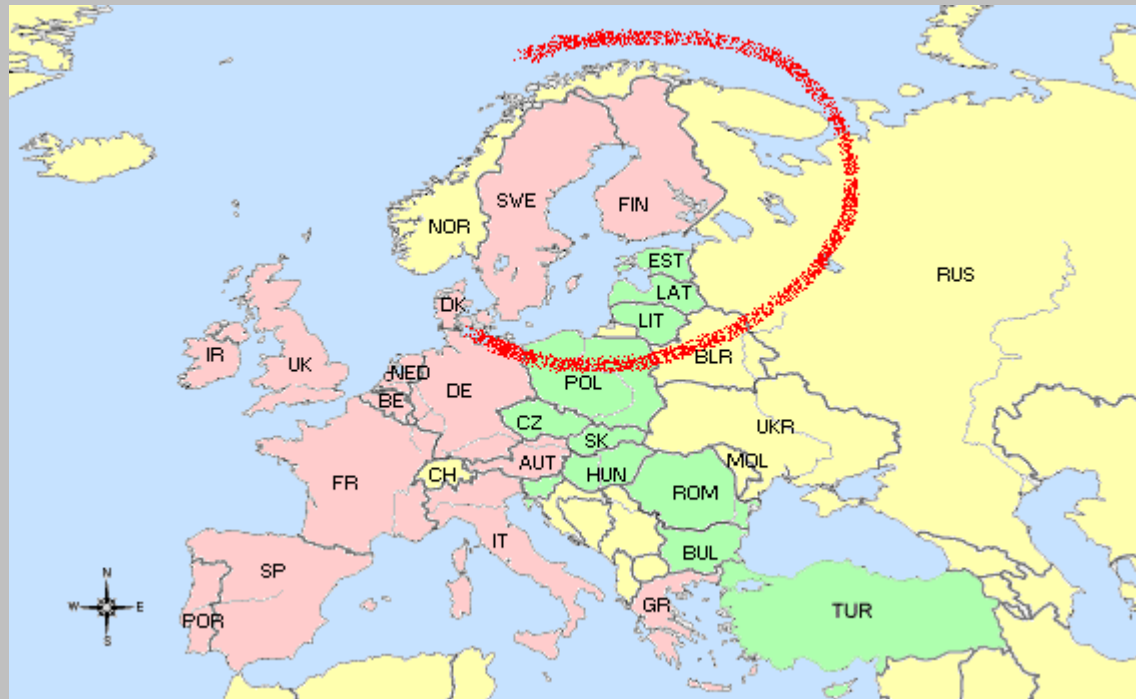 SWE
FIN
NOR
EST
RUS
LAT
DK
LIT
IR
UK
BLR
NED
POL
DE
BE
CZ
UKR
SK
AUT
MOL
CH
HUN
FR
ROM
IT
BUL
SP
N
W E
S
GR
TUR
POR